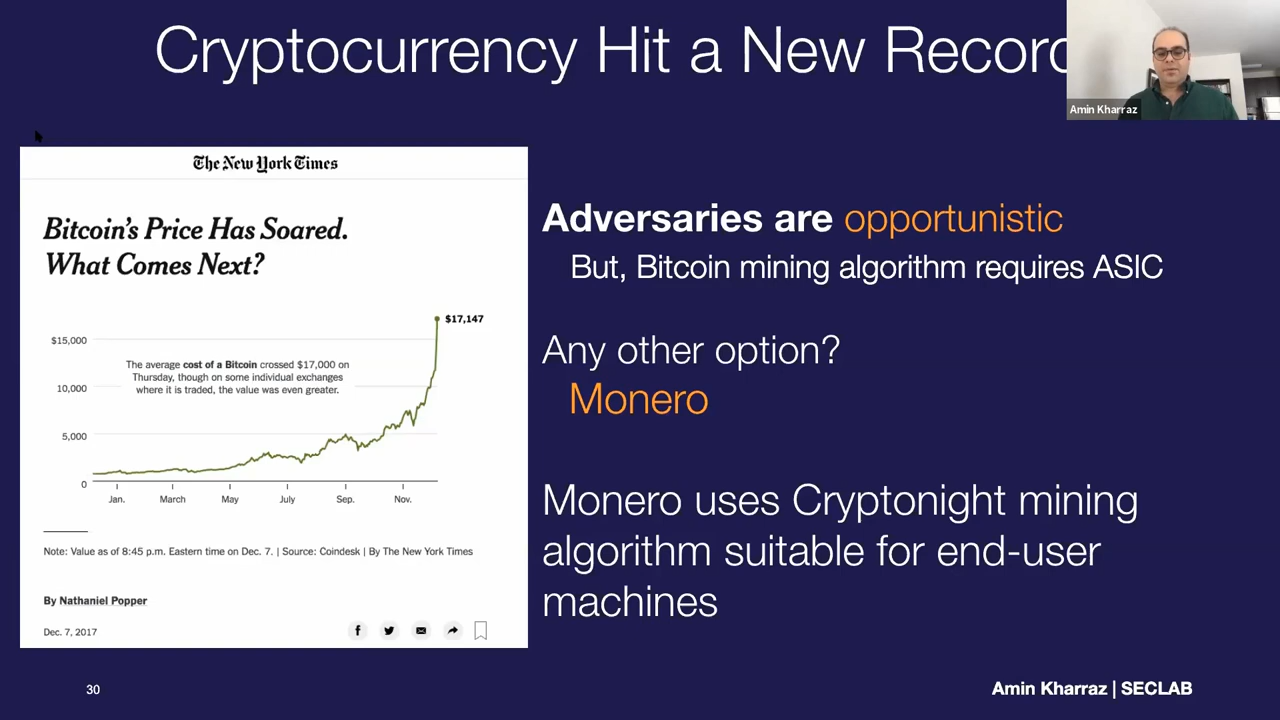 Cryptocurrency Hit a New Record
Amin Kharraz
The New York Times
Bitcoin's Price Has Soared.
What Comes Next?
$17,147
$15,000
10,000
5,000
0
The average cost of a Bitcoin crossed $17,000 on
Thursday, though on some individual exchanges
where it is traded, the value was even greater.
Jan.
March
May
July
Sep.
Nov.
Note: Value as of 8:45 p.m. Eastern time on Dec. 7. | Source: Coindesk | By The New York Times
By Nathaniel Popper
Dec. 7, 2017
Adversaries are opportunistic
But, Bitcoin mining algorithm requires ASIC
Any other option?
Monero
Monero uses Cryptonight mining
algorithm suitable for end-user
machines
30
Amin Kharraz | SECLAB